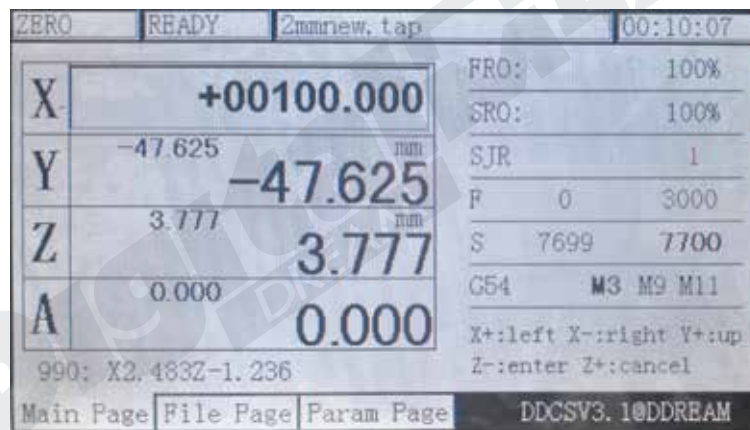 ZERO READY 2mmnew.tap 00:10:07
X +00100.000
Y -47.625 mm -47.625
Z 3.777 mm 3.777
A 0.000 0.000
FRO: 100%
SRO: 100%
SJR 1
F 0 3000
S 7699 7700
G54 M3 M9 M11
X+:left X-:right Y+:up
Z-:enter Z+:cancel
990: X2.483Z-1.236
Main Page File Page Param Page DDCSV3.1@DDREAM